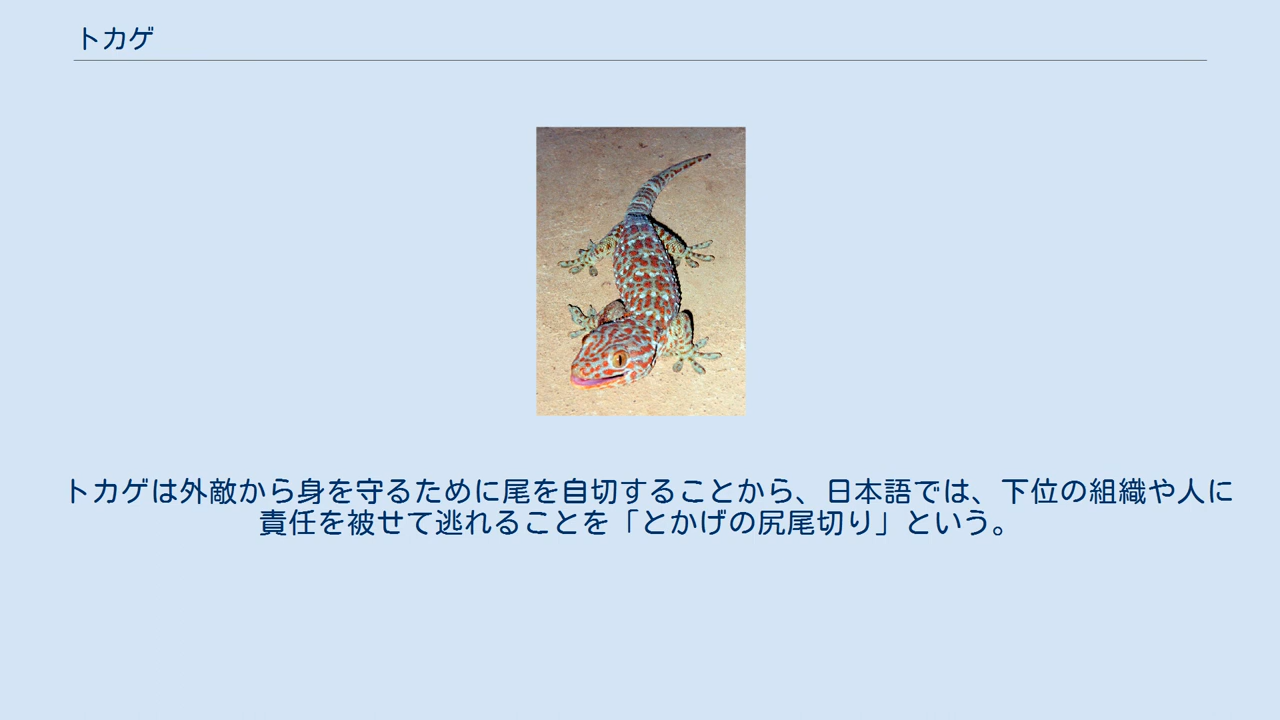 トカゲ
トカゲは外敵から身を守るために尾を自切することから、日本語では、下位の組織や人に
責任を被せて逃れることを「とかげの尻尾切り」という。